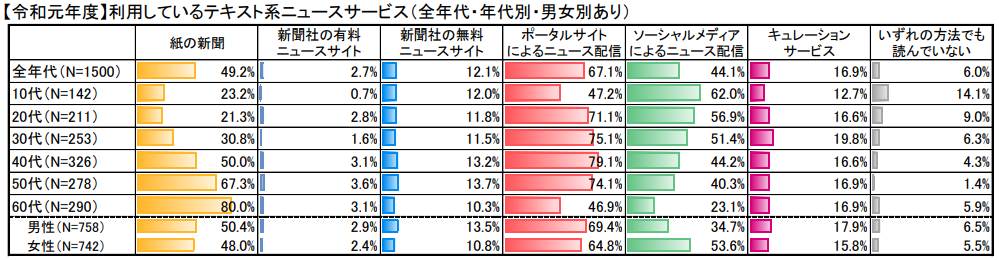 【令和元年度】利用しているテキスト系ニュースサービス（全年代・年代別・男女別あり）
紙の新聞 新聞社の有料ニュースサイト 新聞社の無料ニュースサイト ポータルサイトによるニュース配信 ソーシャルメディアによるニュース配信 キュレーションサービス いずれの方法でも読んでいない
全年代(N=1500) 49.2% 2.7% 12.1% 67.1% 44.1% 16.9% 6.0%
10代(N=142) 23.2% 0.7% 12.0% 47.2% 62.0% 12.7% 14.1%
20代(N=211) 21.3% 2.8% 11.8% 71.1% 56.9% 16.6% 9.0%
30代(N=253) 30.8% 1.6% 11.5% 75.1% 51.4% 19.8% 6.3%
40代(N=326) 50.0% 3.1% 13.2% 79.1% 44.2% 16.6% 4.3%
50代(N=278) 67.3% 3.6% 13.7% 74.1% 40.3% 16.9% 1.4%
60代(N=290) 80.0% 3.1% 10.3% 46.9% 23.1% 16.9% 5.9%
男性(N=758) 50.4% 2.9% 13.5% 69.4% 34.7% 17.9% 6.5%
女性(N=742) 48.0% 2.4% 10.8% 64.8% 53.6% 15.8% 5.5%